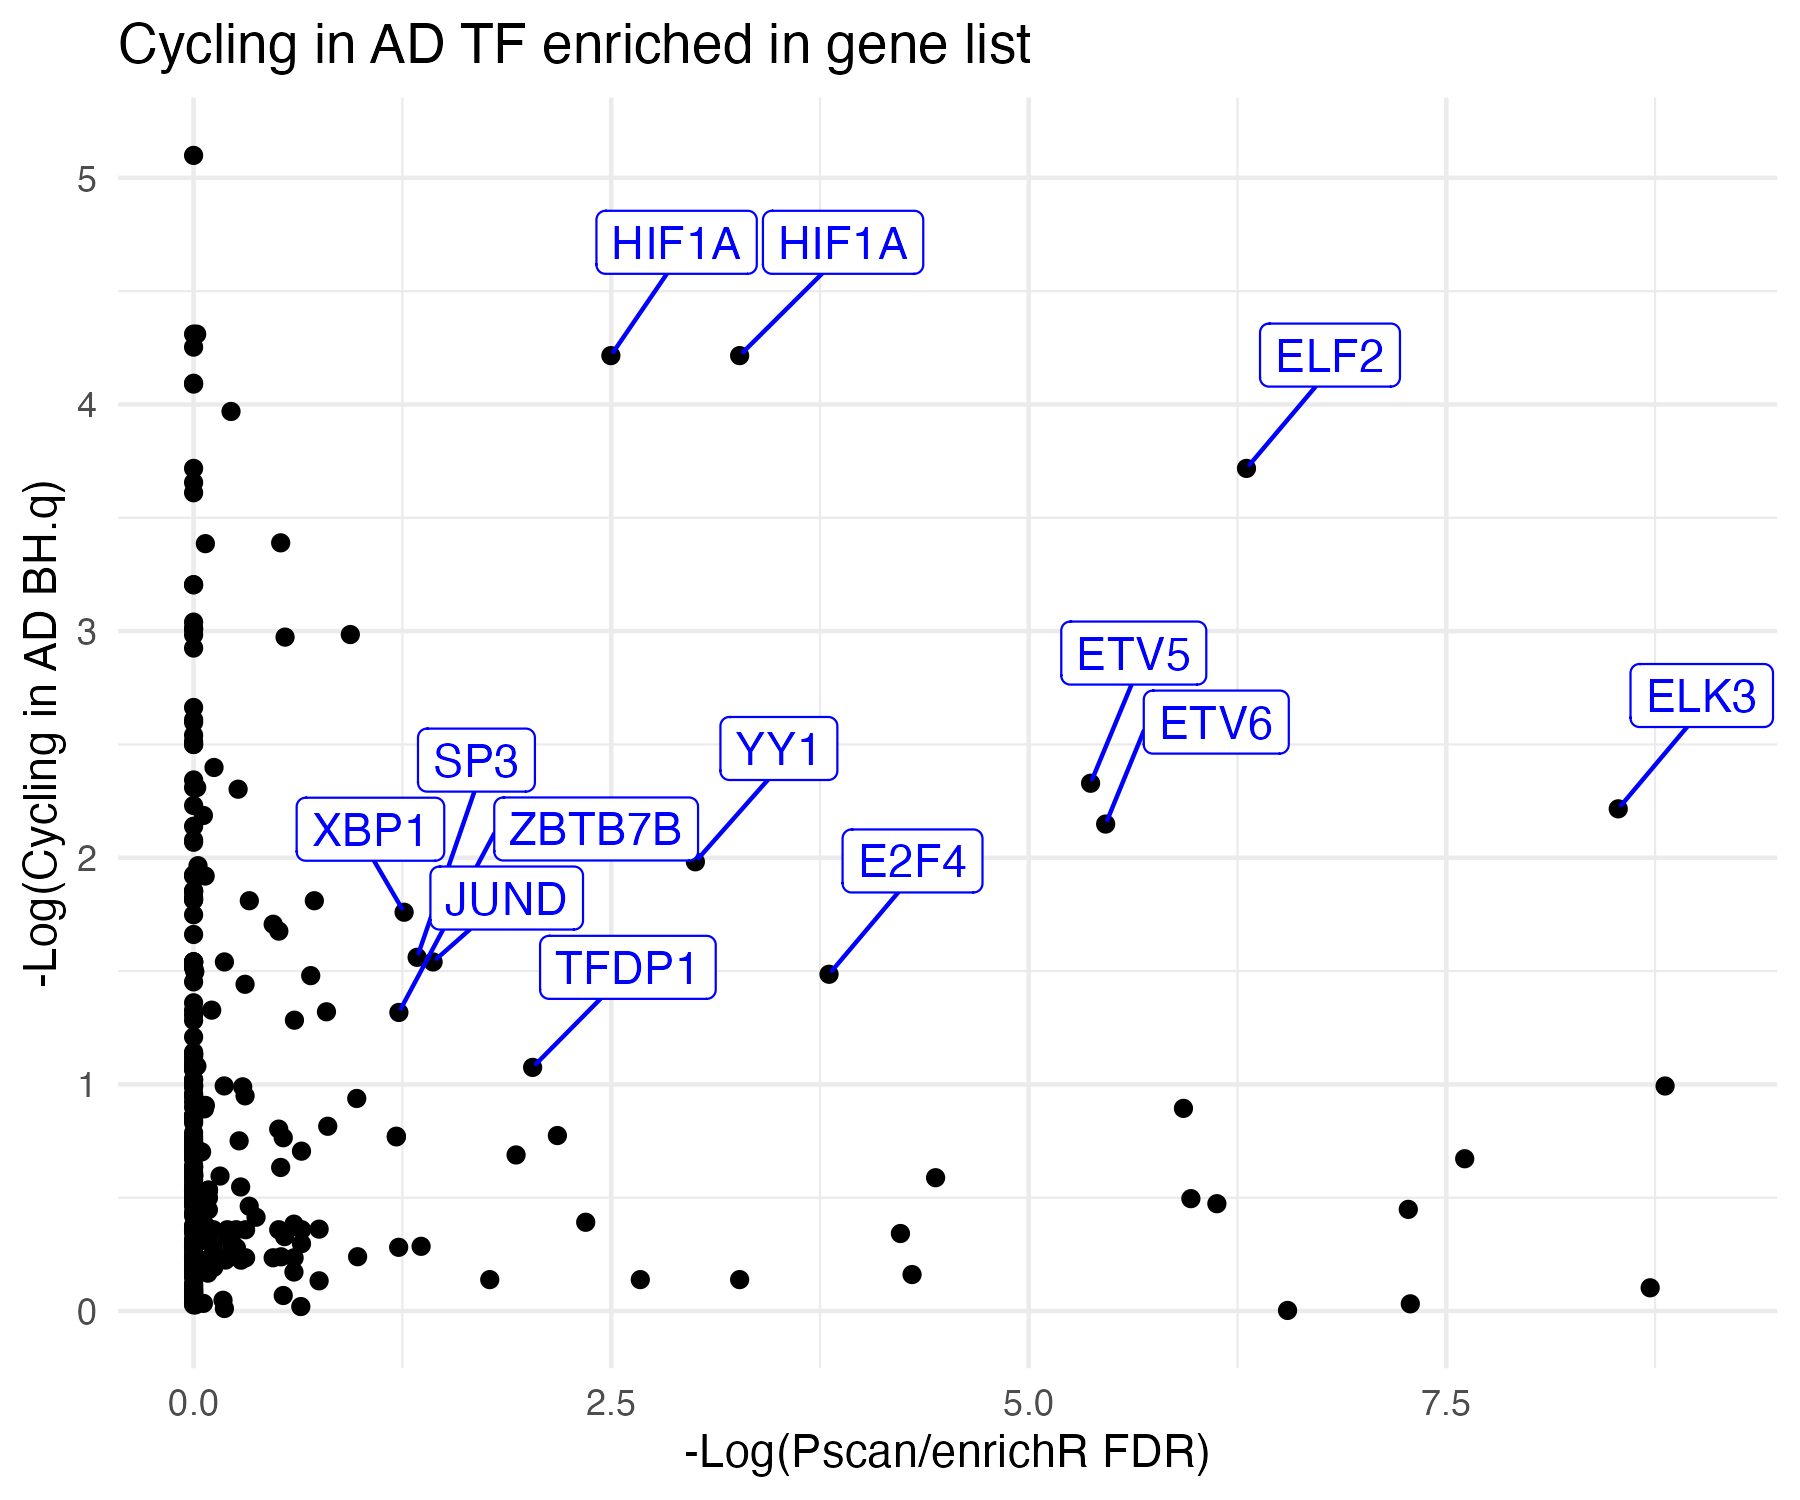 Cycling in AD TF enriched in gene list
-Log(Cycling in AD BH.q)
5
4
3
2
1
0
HIF1A
HIF1A
ELF2
ETV5
ETV6
ELK3
SP3
YY1
XBP1
ZBTB7B
E2F4
JUND
TFDP1
0.0
2.5
5.0
7.5
-Log(Pscan/enrichR FDR)